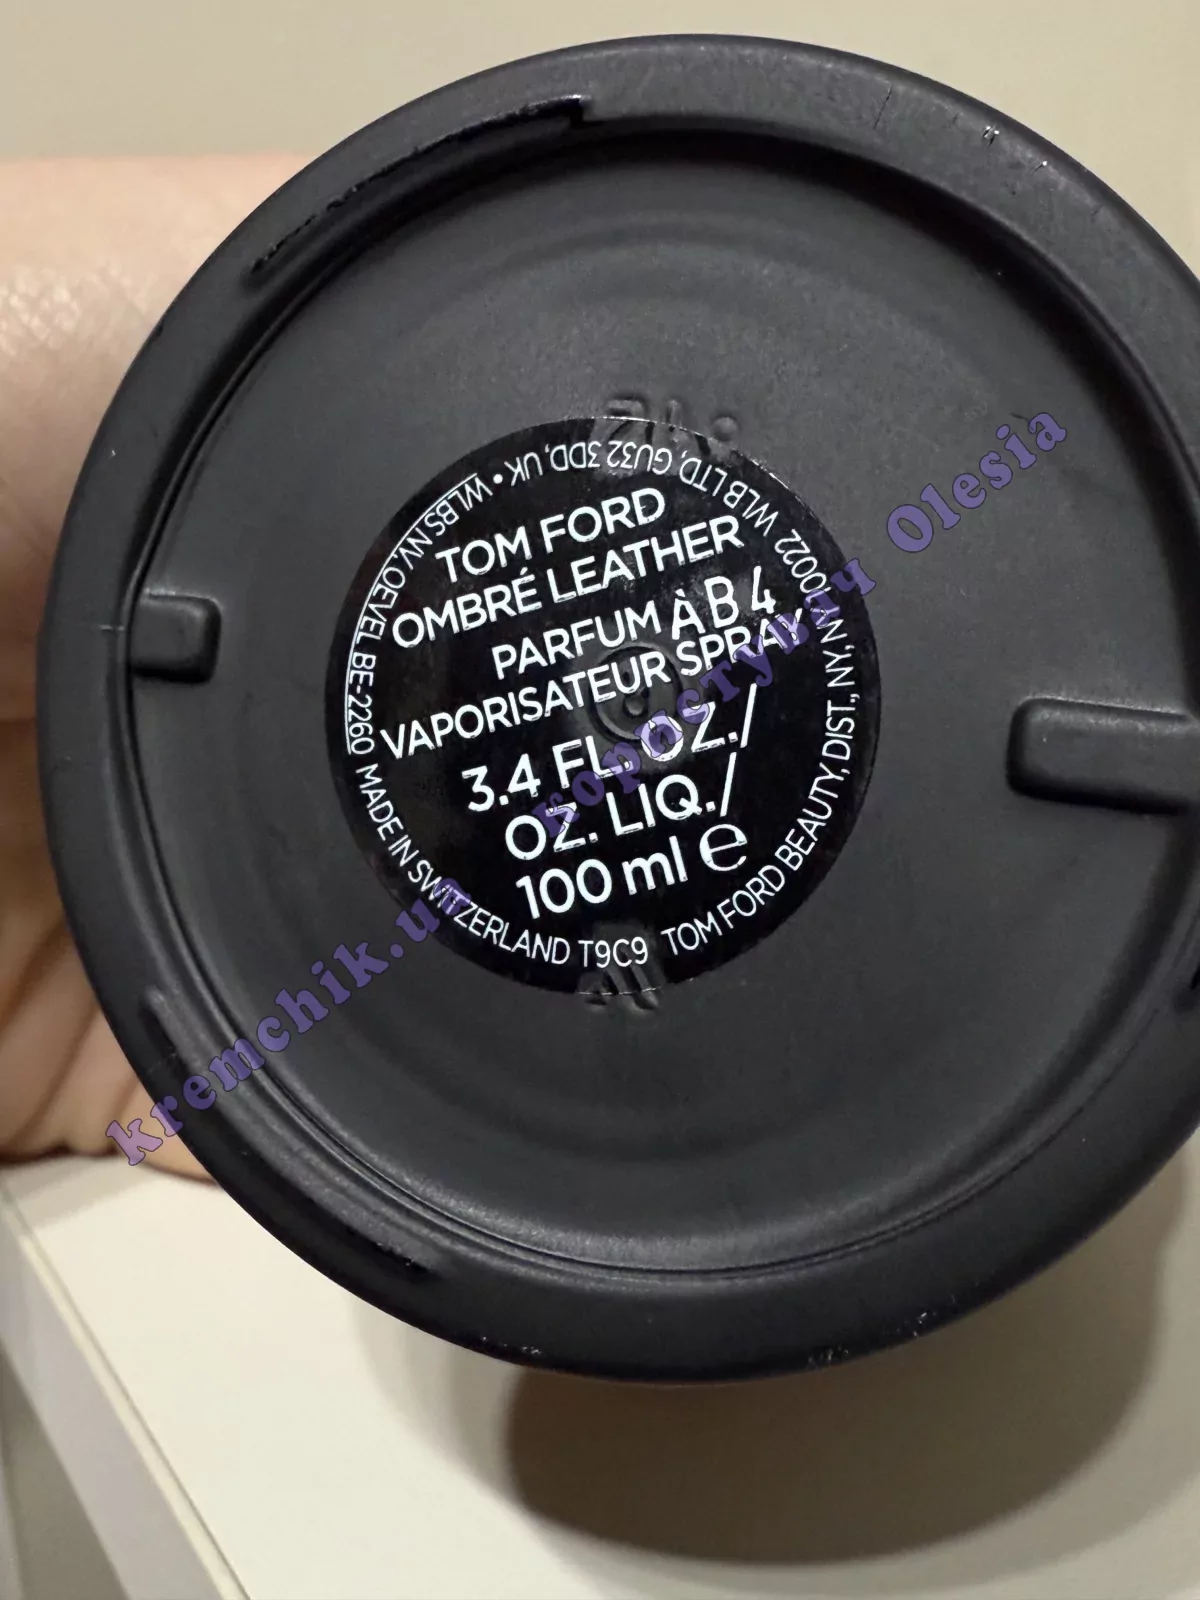 TOM FORD
OMBRÉ LEATHER
PARFUM AB4
VAPORISATEUR SPRAY
3.4 FL. OZ./
OZ. LIQ./
100 ml e
WLBS NV, OEVEL BE-2260 MADE IN SWITZERLAND T9C9 TOM FORD BEAUTY, DIST., NY, NY 10022 WLB LTD, GU32 3DD, UK •
kremchik.ua користувач Olesia